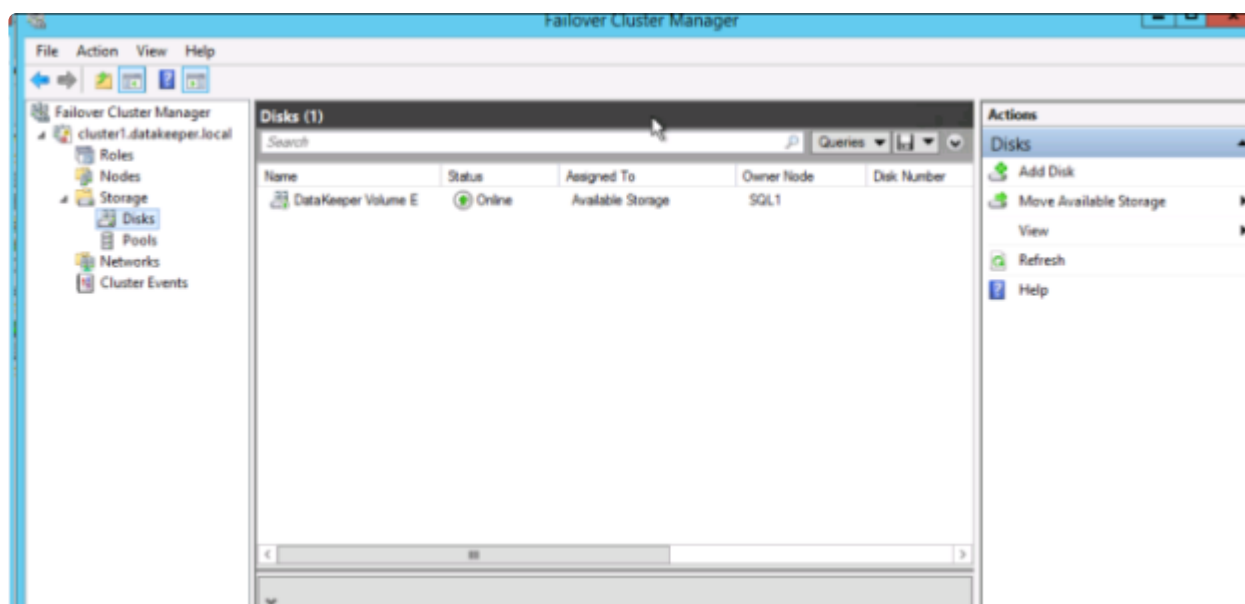 Failover Cluster Manager
File Action View Help
Failover Cluster Manager
cluster1.datakeeper.local
Roles
Nodes
Storage
Disks
Pools
Networks
Cluster Events
Disks (1)
Search Queries
Name Status Assigned To Owner Node Disk Number
DataKeeper Volume E Online Available Storage SQL1
Actions
Disks
Add Disk
Move Available Storage
View
Refresh
Help